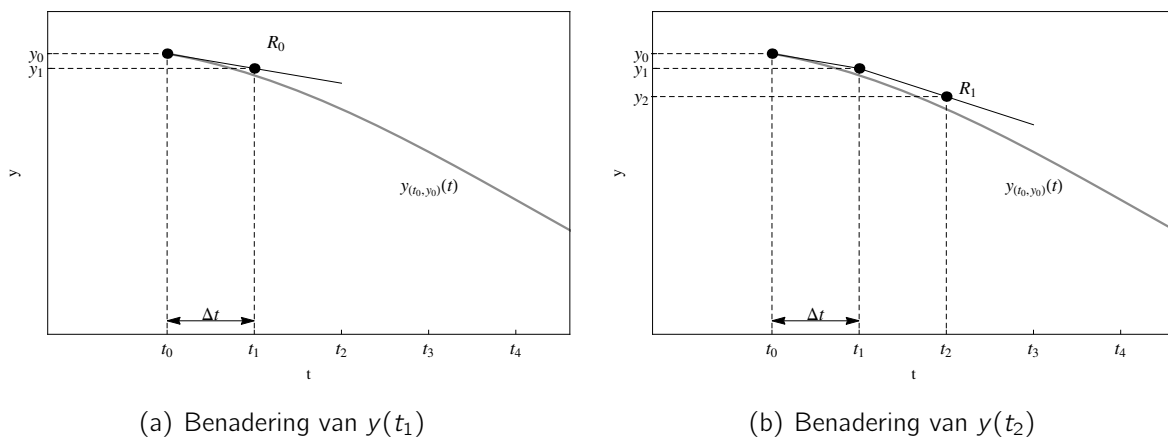 y₀
y₁
R₀
y
y₍t₀,y₀₎(t)
Δt
t₀ t₁ t₂ t₃ t₄
t
(a) Benadering van y(t₁)
y₀
y₁
y₂
R₁
y
y₍t₀,y₀₎(t)
Δt
t₀ t₁ t₂ t₃ t₄
t
(b) Benadering van y(t₂)